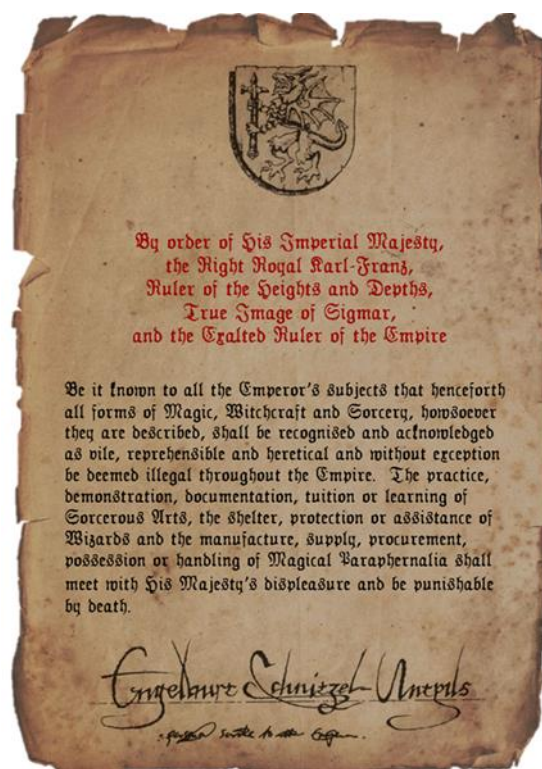 By order of His Imperial Majesty,
the Right Royal Karl-Franz,
Ruler of the Heights and Depths,
True Image of Sigmar,
and the Exalted Ruler of the Empire
Be it known to all the Emperor's subjects that henceforth
all forms of Magic, Witchcraft and Sorcery, howsoever
they are described, shall be recognised and acknowledged
as vile, reprehensible and heretical and without exception
be deemed illegal throughout the Empire. The practice,
demonstration, documentation, tuition or learning of
Sorcerous Arts, the shelter, protection or assistance of
Wizards and the manufacture, supply, procurement,
possession or handling of Magical Paraphernalia shall
meet with His Majesty's displeasure and be punishable
by death.
Schnitzel
scribe to the